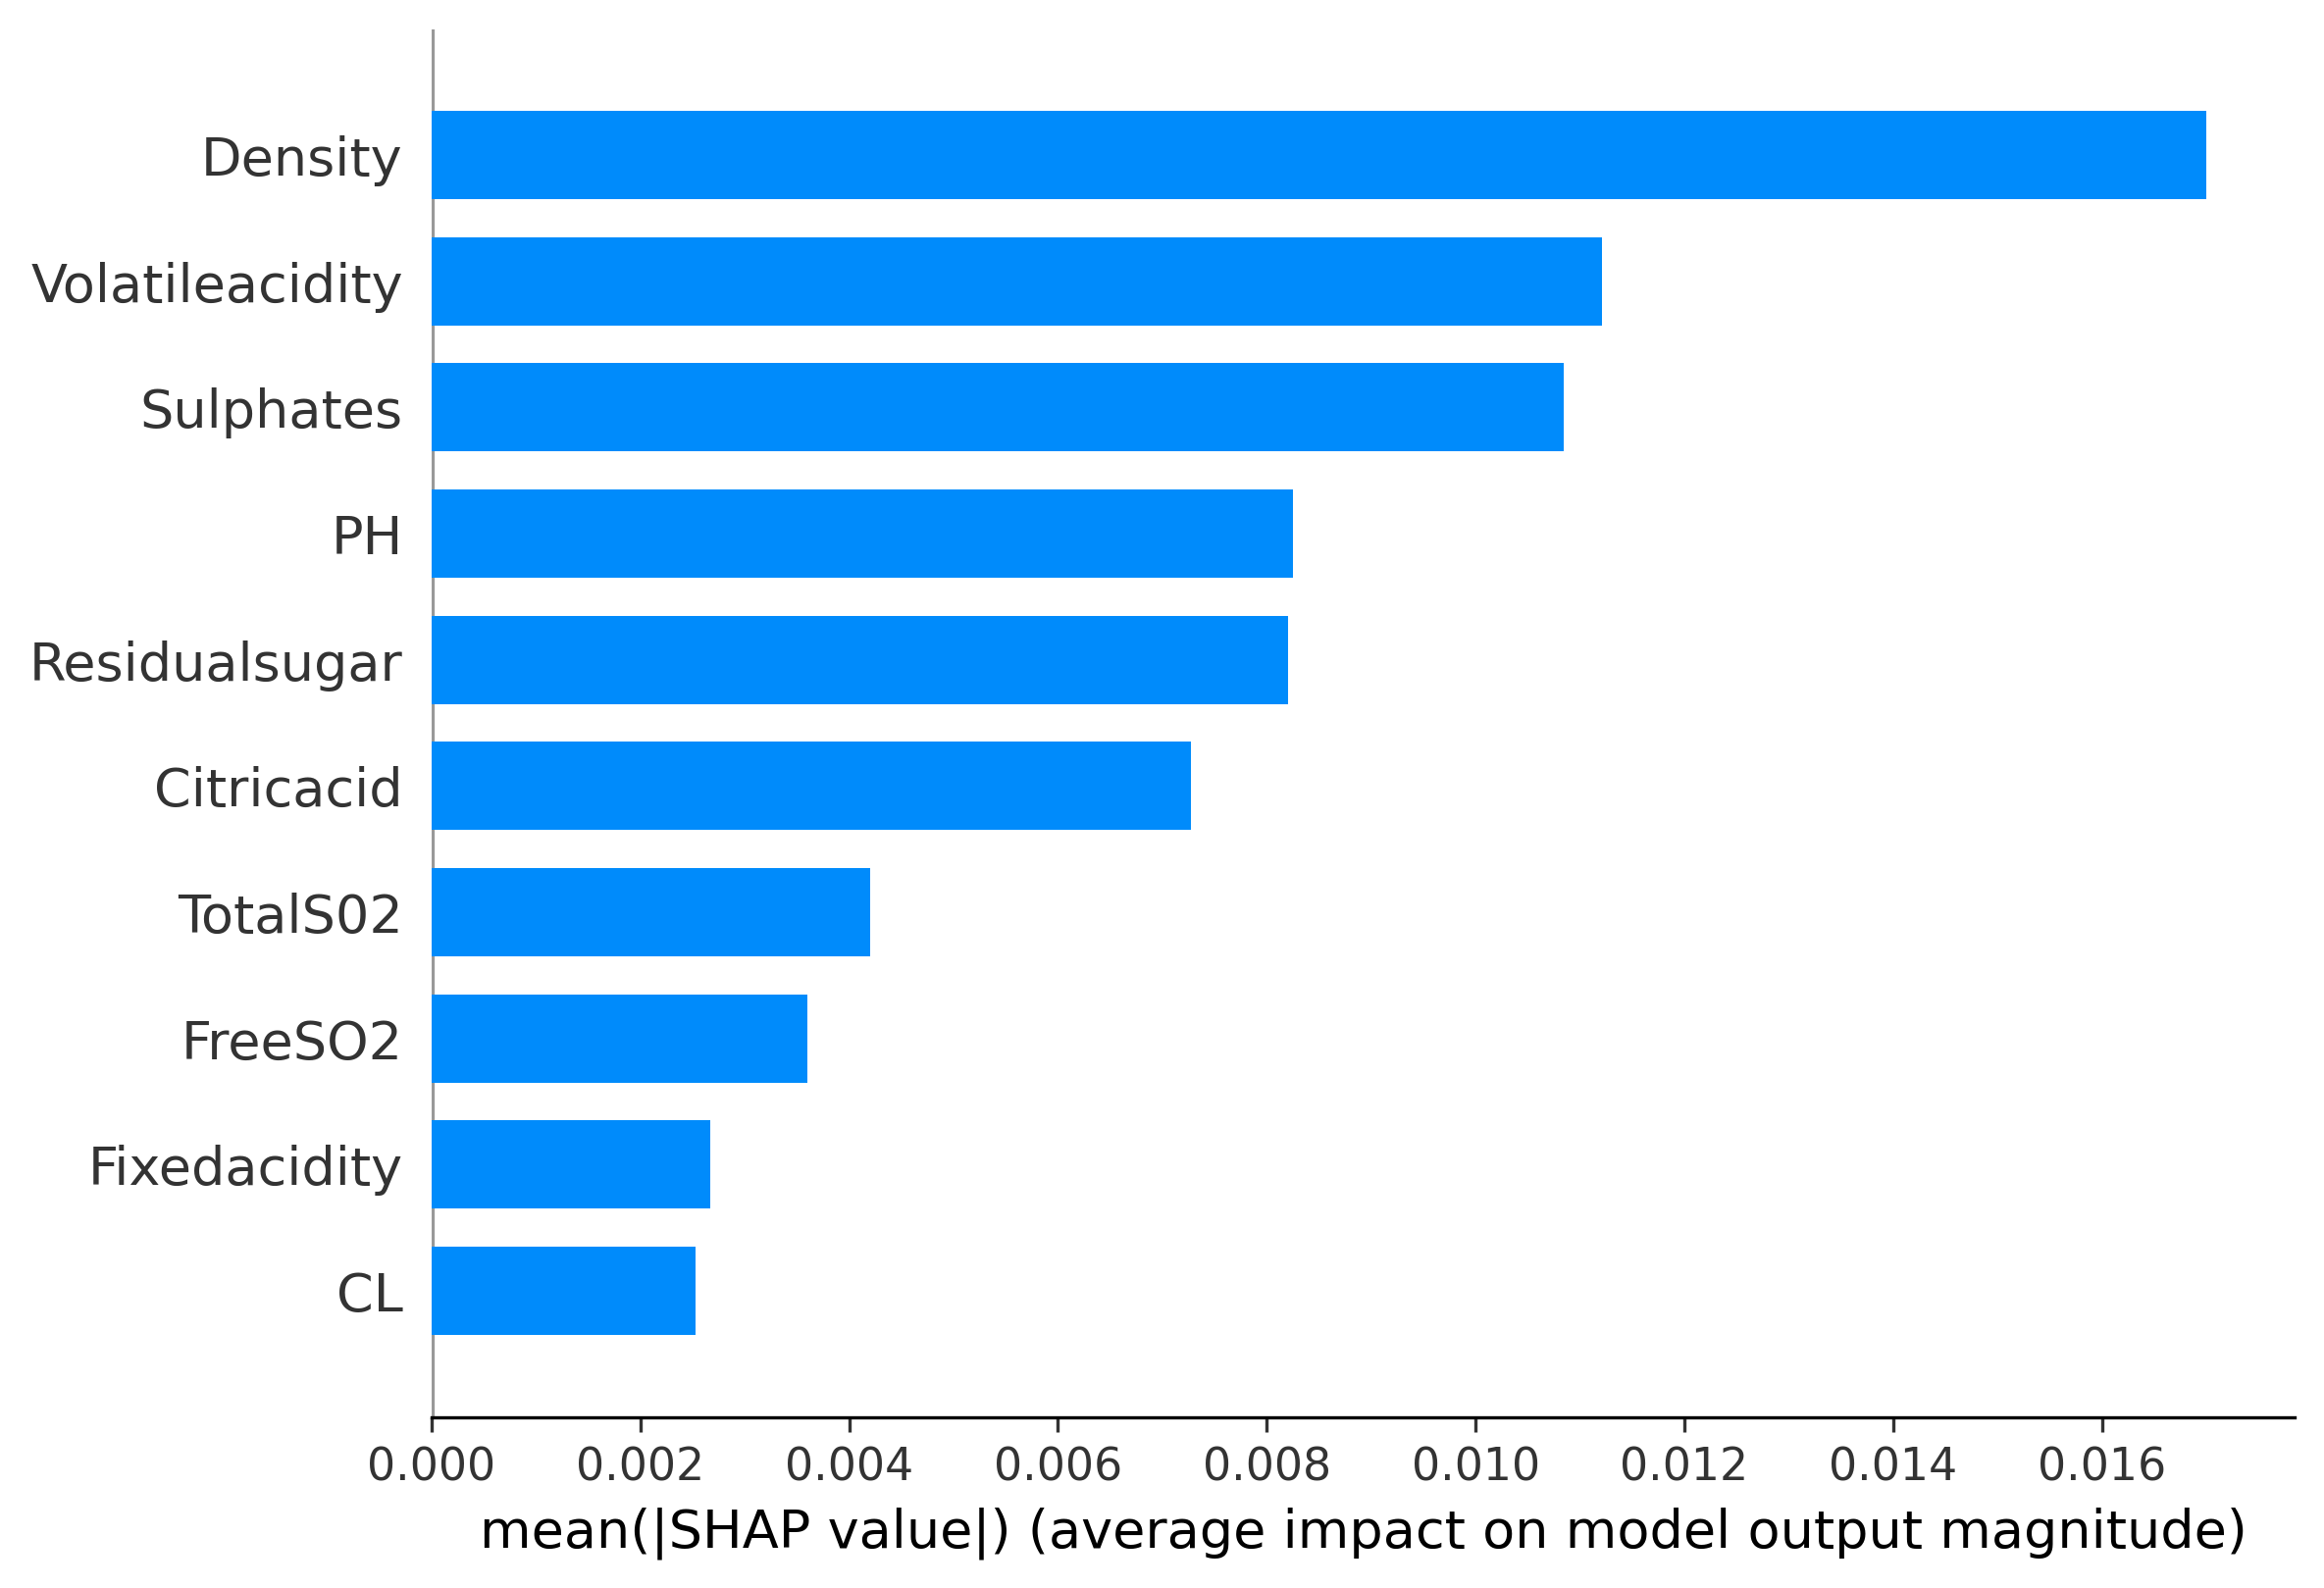 Density
Volatileacidity
Sulphates
PH
Residualsugar
Citricacid
TotalS02
FreeSO2
Fixedacidity
CL
0.000 0.002 0.004 0.006 0.008 0.010 0.012 0.014 0.016
mean(|SHAP value|) (average impact on model output magnitude)